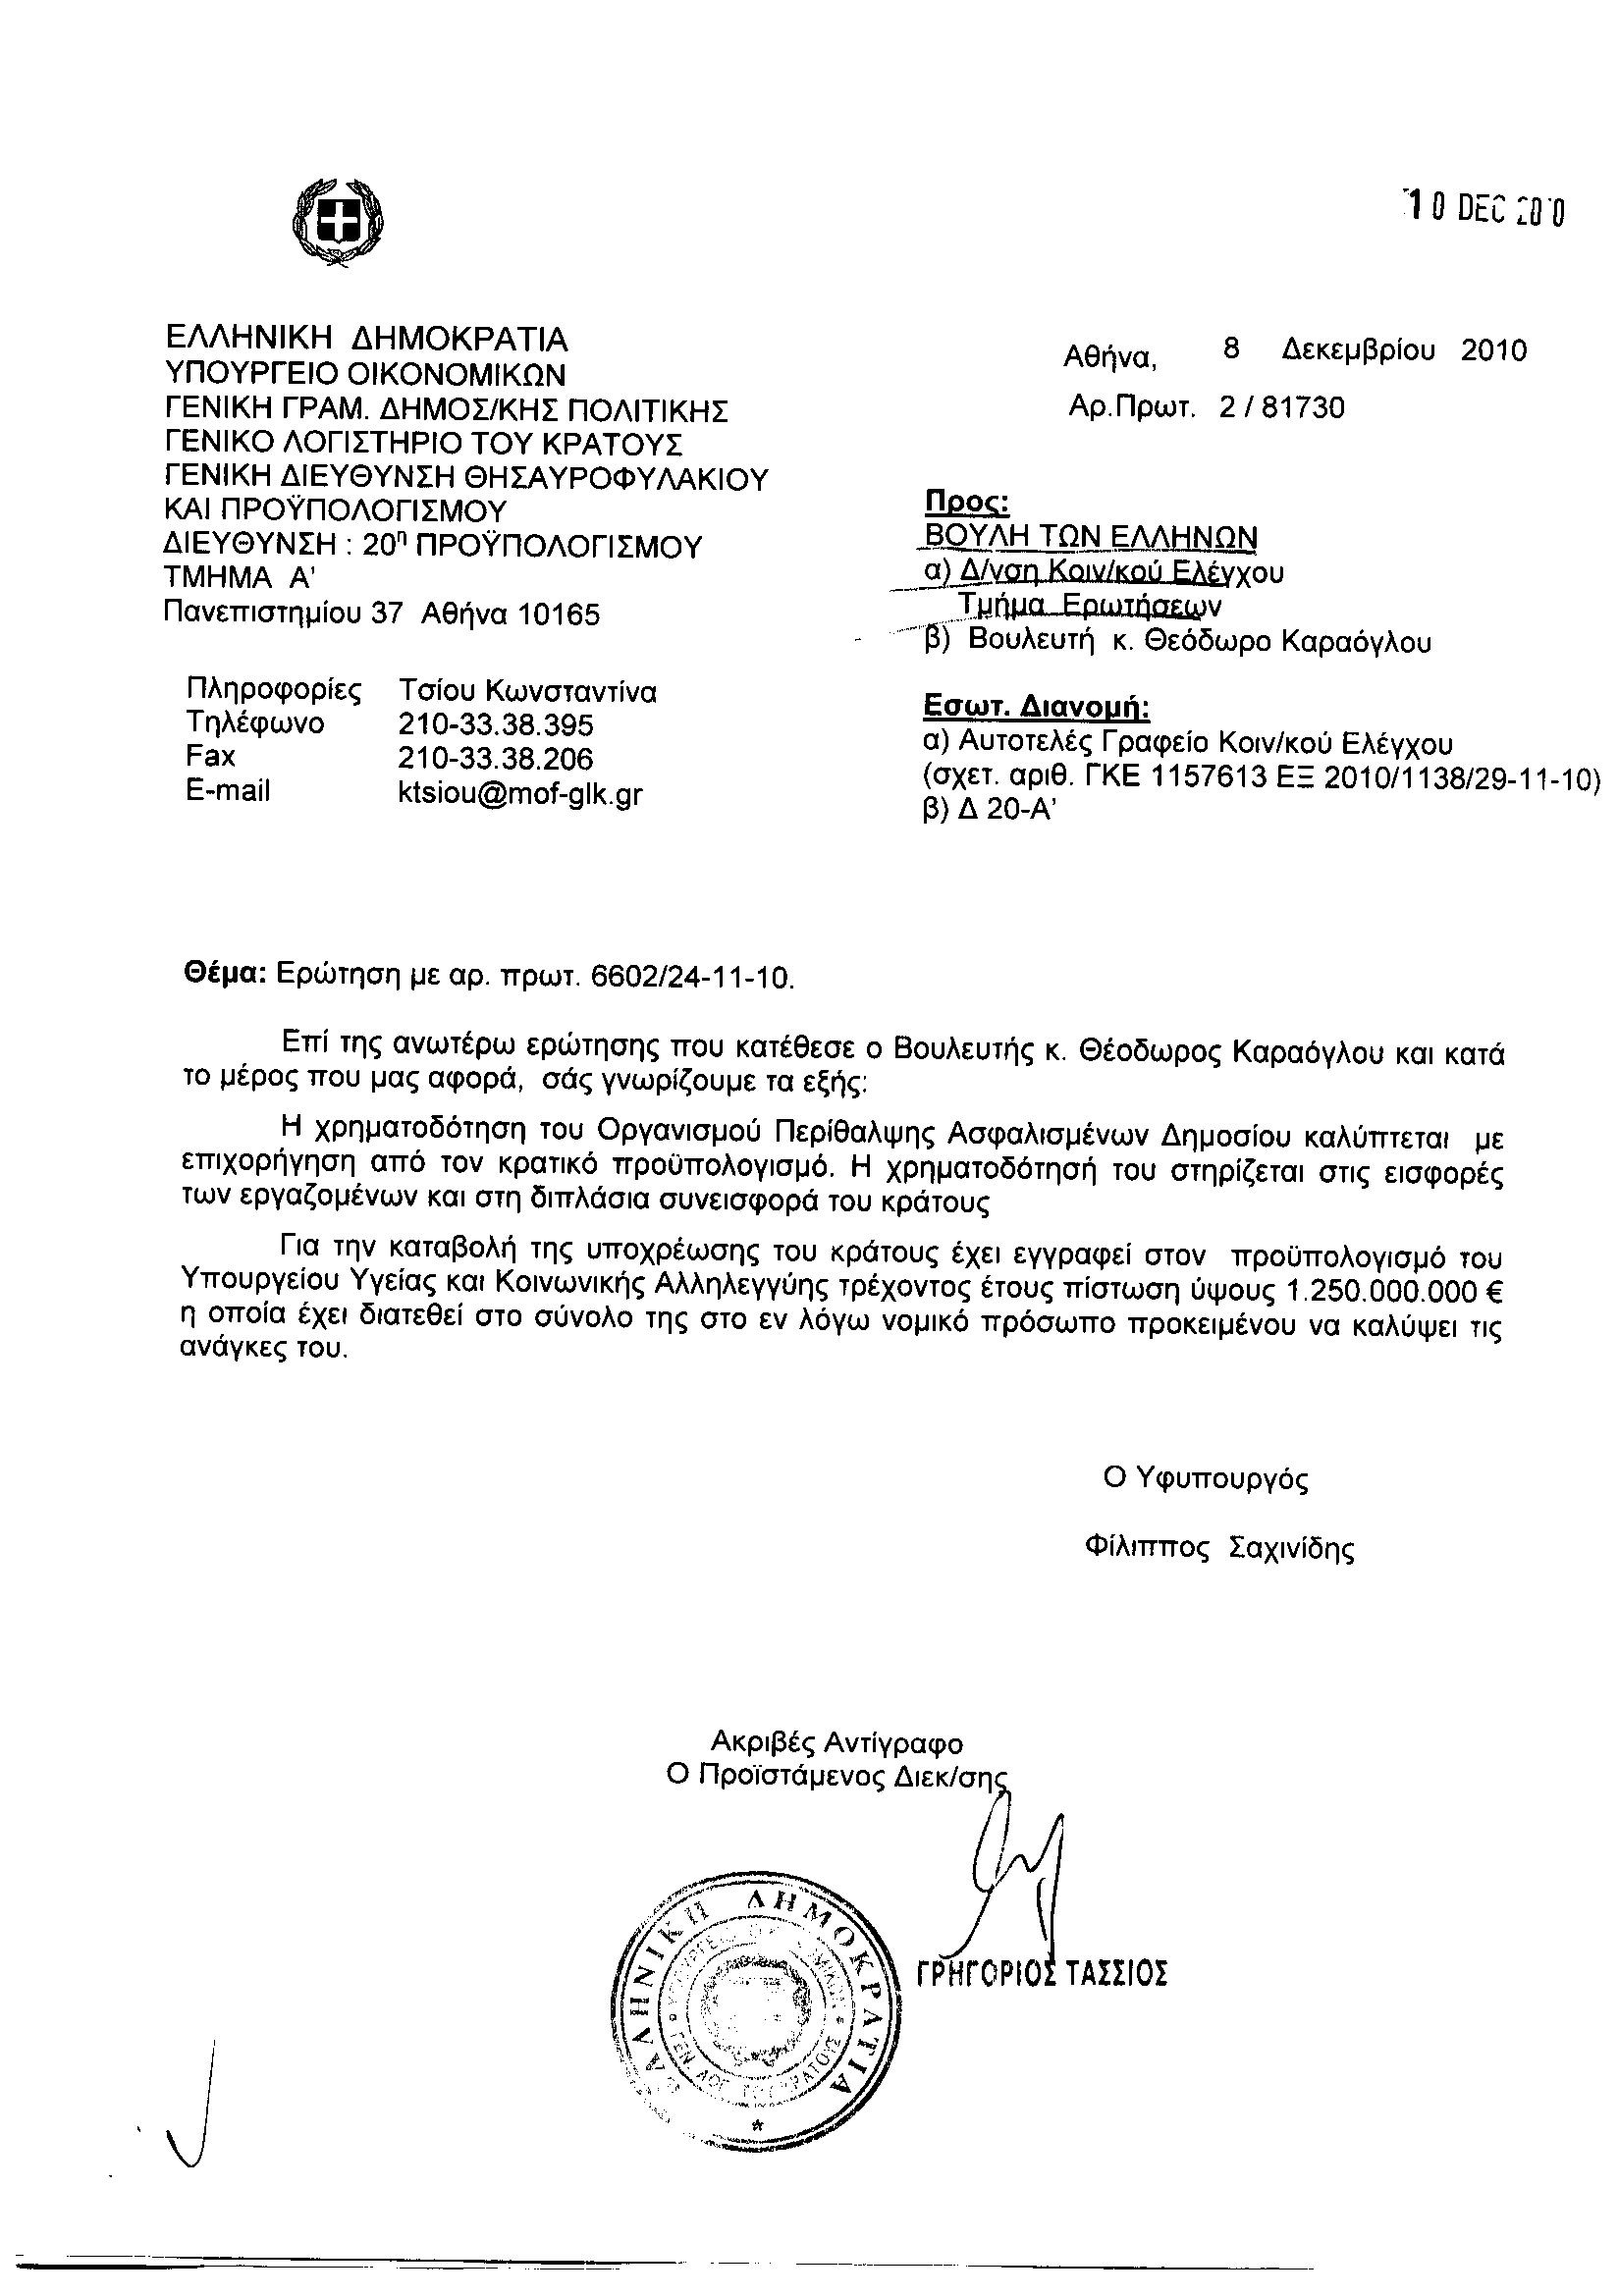 10 DEC
ΕΛΛΗΝΙΚΗ ΔΗΜΟΚΡΑΤΙΑ
ΥΠΟΥΡΓΕΙΟ ΟΙΚΟΝΟΜΙΚΩΝ
ΓΕΝΙΚΗ ΓΡΑΜ. ΔΗΜΟΣ/ΚΗΣ ΠΟΛΙΤΙΚΗΣ
ΓΕΝΙΚΟ ΛΟΓΙΣΤΗΡΙΟ ΤΟΥ ΚΡΑΤΟΥΣ
ΓΕΝΙΚΗ ΔΙΕΥΘΥΝΣΗ ΘΗΣΑΥΡΟΦΥΛΑΚΙΟΥ
ΚΑΙ ΠΡΟΫΠΟΛΟΓΙΣΜΟΥ
ΔΙΕΥΘΥΝΣΗ : 20η ΠΡΟΫΠΟΛΟΓΙΣΜΟΥ
ΤΜΗΜΑ Α'
Πανεπιστημίου 37 Αθήνα 10165
Πληροφορίες Τσίου Κωνσταντίνα
Τηλέφωνο 210-33.38.395
Fax 210-33.38.206
E-mail ktsiou@mof-glk.gr
Αθήνα, 8 Δεκεμβρίου 2010
Αρ.Πρωτ. 2 / 81730
Προς:
ΒΟΥΛΗ ΤΩΝ ΕΛΛΗΝΩΝ
α) Δ/νση Κοιν/κού Ελέγχου
Τμήμα Ερωτήσεων
β) Βουλευτή κ. Θεόδωρο Καραόγλου
Εσωτ. Διανομή:
α) Αυτοτελές Γραφείο Κοιν/κού Ελέγχου
(σχετ. αριθ. ΓΚΕ 1157613 ΕΞ 2010/1138/29-11-10)
β) Δ 20-Α'
Θέμα: Ερώτηση με αρ. πρωτ. 6602/24-11-10.
Επί της ανωτέρω ερώτησης που κατέθεσε ο Βουλευτής κ. Θέοδωρος Καραόγλου και κατά
το μέρος που μας αφορά, σάς γνωρίζουμε τα εξής:
Η χρηματοδότηση του Οργανισμού Περίθαλψης Ασφαλισμένων Δημοσίου καλύπτεται με
επιχορήγηση από τον κρατικό προϋπολογισμό. Η χρηματοδότησή του στηρίζεται στις εισφορές
των εργαζομένων και στη διπλάσια συνεισφορά του κράτους
Για την καταβολή της υποχρέωσης του κράτους έχει εγγραφεί στον προϋπολογισμό του
Υπουργείου Υγείας και Κοινωνικής Αλληλεγγύης τρέχοντος έτους πίστωση ύψους 1.250.000.000 €
η οποία έχει διατεθεί στο σύνολο της στο εν λόγω νομικό πρόσωπο προκειμένου να καλύψει τις
ανάγκες του.
Ο Υφυπουργός
Φίλιππος Σαχινίδης
Ακριβές Αντίγραφο
Ο Προϊστάμενος Διεκ/σης
ΓΡΗΓΟΡΙΟΣ ΤΑΣΣΙΟΣ
ΕΛΛΗΝΙΚΗ ΔΗΜΟΚΡΑΤΙΑ